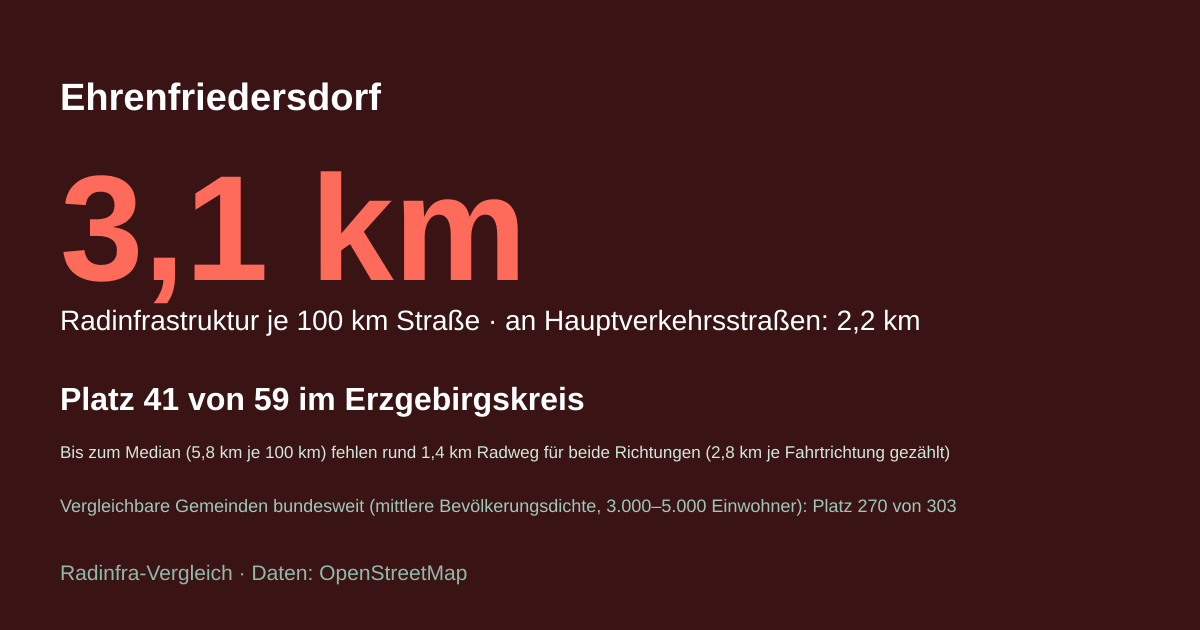 Ehrenfriedersdorf
3,1 km
Radinfrastruktur je 100 km Straße · an Hauptverkehrsstraßen: 2,2 km
Platz 41 von 59 im Erzgebirgskreis
Bis zum Median (5,8 km je 100 km) fehlen rund 1,4 km Radweg für beide Richtungen (2,8 km je Fahrtrichtung gezählt)
Vergleichbare Gemeinden bundesweit (mittlere Bevölkerungsdichte, 3.000–5.000 Einwohner): Platz 270 von 303
Radinfra-Vergleich · Daten: OpenStreetMap